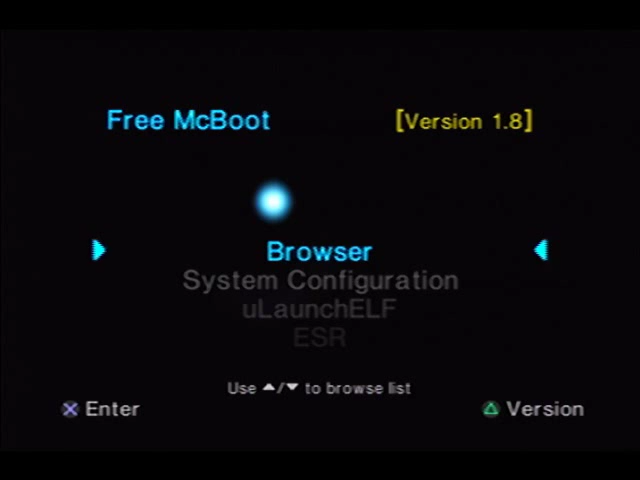 Free McBoot [Version 1.8]
Browser
System Configuration
uLaunchELF
ESR
Use ▲/▼ to browse list
Enter Version